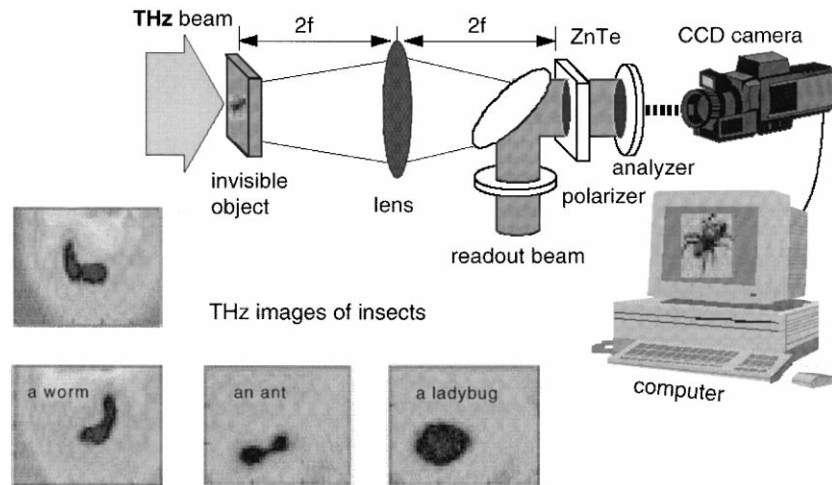 THz beam
2f
2f
ZnTe
CCD camera
invisible
object
lens
analyzer
polarizer
readout beam
THz images of insects
a worm
an ant
a ladybug
computer